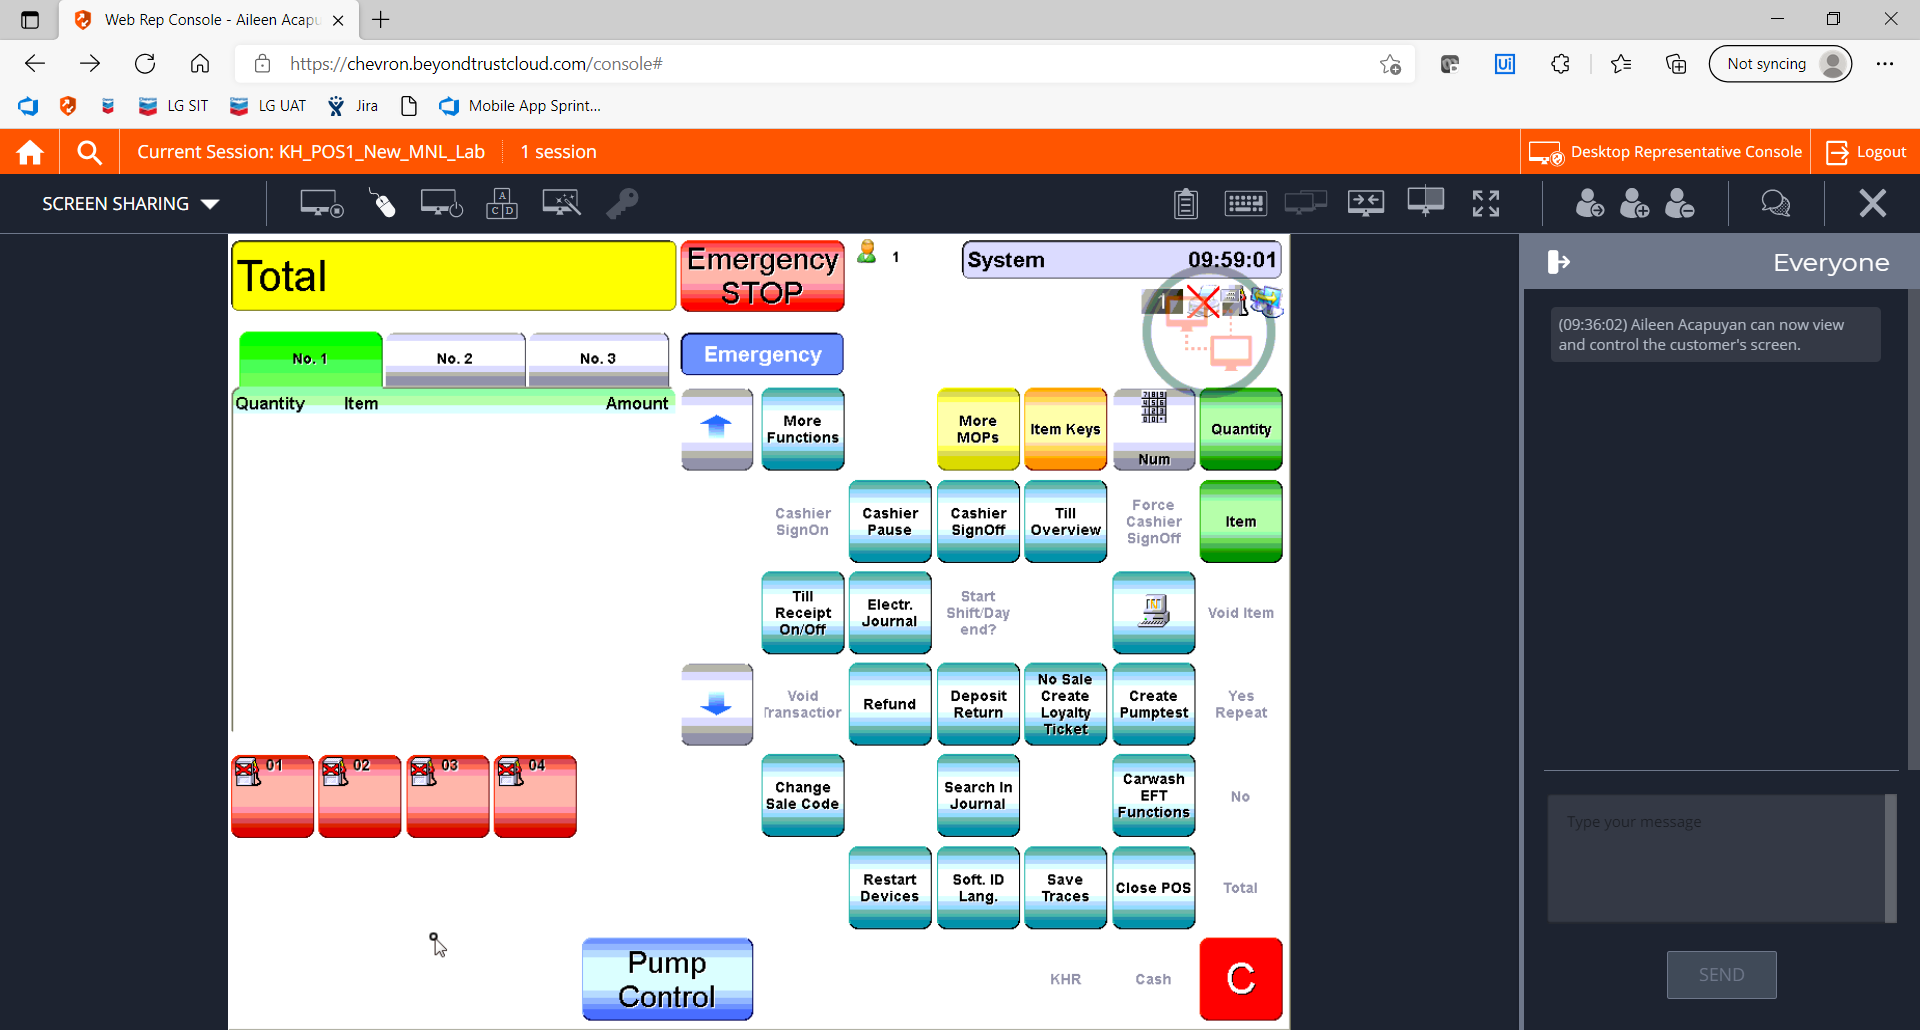 Web Rep Console - Aileen Acapu
https://chevron.beyondtrustcloud.com/console#
Not syncing
LG SIT
LG UAT
Jira
Mobile App Sprint...
Current Session: KH_POS1_New_MNL_Lab
1 session
Desktop Representative Console
Logout
SCREEN SHARING
A
C D
Total
Emergency
STOP
1
System
09:59:01
1
No. 1
No. 2
No. 3
Emergency
Quantity
Item
Amount
More
Functions
More
MOPs
Item Keys
Num
Quantity
Cashier
SignOn
Cashier
Pause
Cashier
SignOff
Till
Overview
Force
Cashier
SignOff
Item
Till
Receipt
On/Off
Electr.
Journal
Start
Shift/Day
end?
Void Item
Void
Transaction
Refund
Deposit
Return
No Sale
Create
Loyalty
Ticket
Create
Pumptest
Yes
Repeat
01
02
03
04
Change
Sale Code
Search In
Journal
Carwash
EFT
Functions
No
Restart
Devices
Soft. ID
Lang.
Save
Traces
Close POS
Total
Pump
Control
KHR
Cash
C
Everyone
(09:36:02) Aileen Acapuyan can now view
and control the customer's screen.
Type your message
SEND